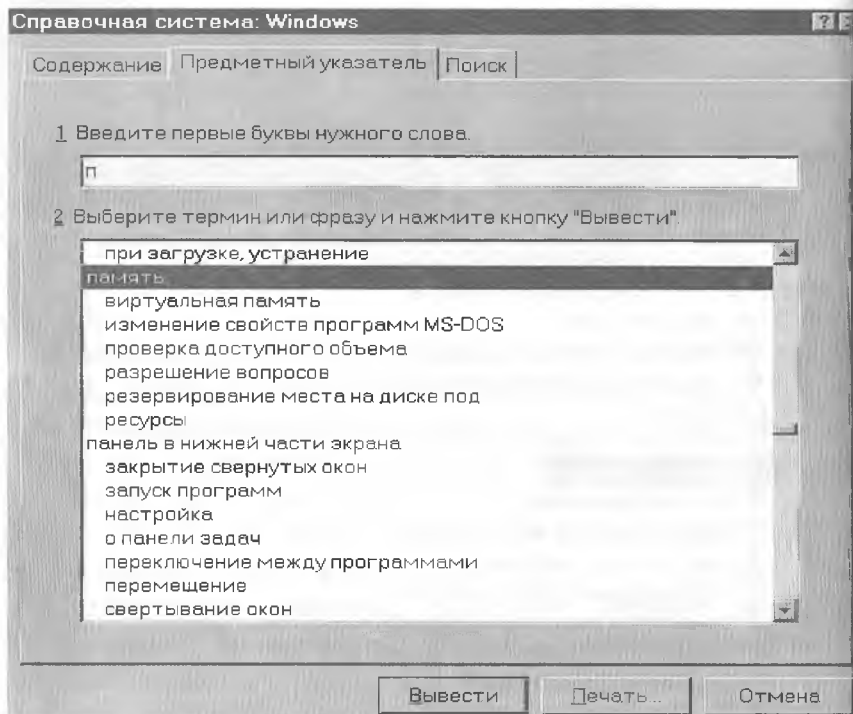 Справочная система: Windows
Содержание Предметный указатель Поиск
1 Введите первые буквы нужного слова.
п
2 Выберите термин или фразу и нажмите кнопку "Вывести".
при загрузке, устранение
память
виртуальная память
изменение свойств программ MS-DOS
проверка доступного объема
разрешение вопросов
резервирование места на диске под
ресурсы
панель в нижней части экрана
закрытие свернутых окон
запуск программ
настройка
о панели задач
переключение между программами
перемещение
свертывание окон
Вывести Печать... Отмена